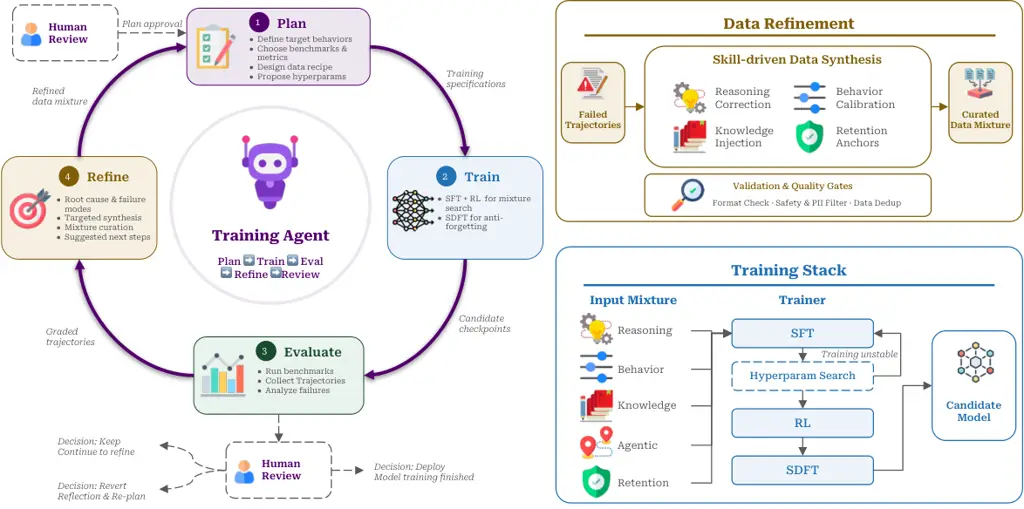 Human
Review
Plan approval
1 Plan
• Define target behaviors
• Choose benchmarks &
metrics
• Design data recipe
• Propose hyperparams
Refined
data mixture
Training
specifications
4 Refine
• Root cause & failure
modes
• Targeted synthesis
• Mixture curation
• Suggested next steps
Training Agent
Plan ➡ Train ➡ Eval
➡ Refine ➡ Review
2 Train
• SFT + RL for mixture
search
• SDFT for anti-
forgetting
Graded
trajectories
Candidate
checkpoints
3 Evaluate
• Run benchmarks
• Collect Trajectories
• Analyze failures
Decision: Keep
Continue to refine
Decision: Revert
Reflection & Re-plan
Human
Review
Decision: Deploy
Model training finished
Data Refinement
Failed
Trajectories
Skill-driven Data Synthesis
Reasoning
Correction
Behavior
Calibration
Knowledge
Injection
Retention
Anchors
Curated
Data Mixture
Validation & Quality Gates
Format Check · Safety & PII Filter · Data Dedup
Training Stack
Input Mixture
Reasoning
Behavior
Knowledge
Agentic
Retention
Trainer
SFT
Training unstable
Hyperparam Search
RL
SDFT
Candidate
Model